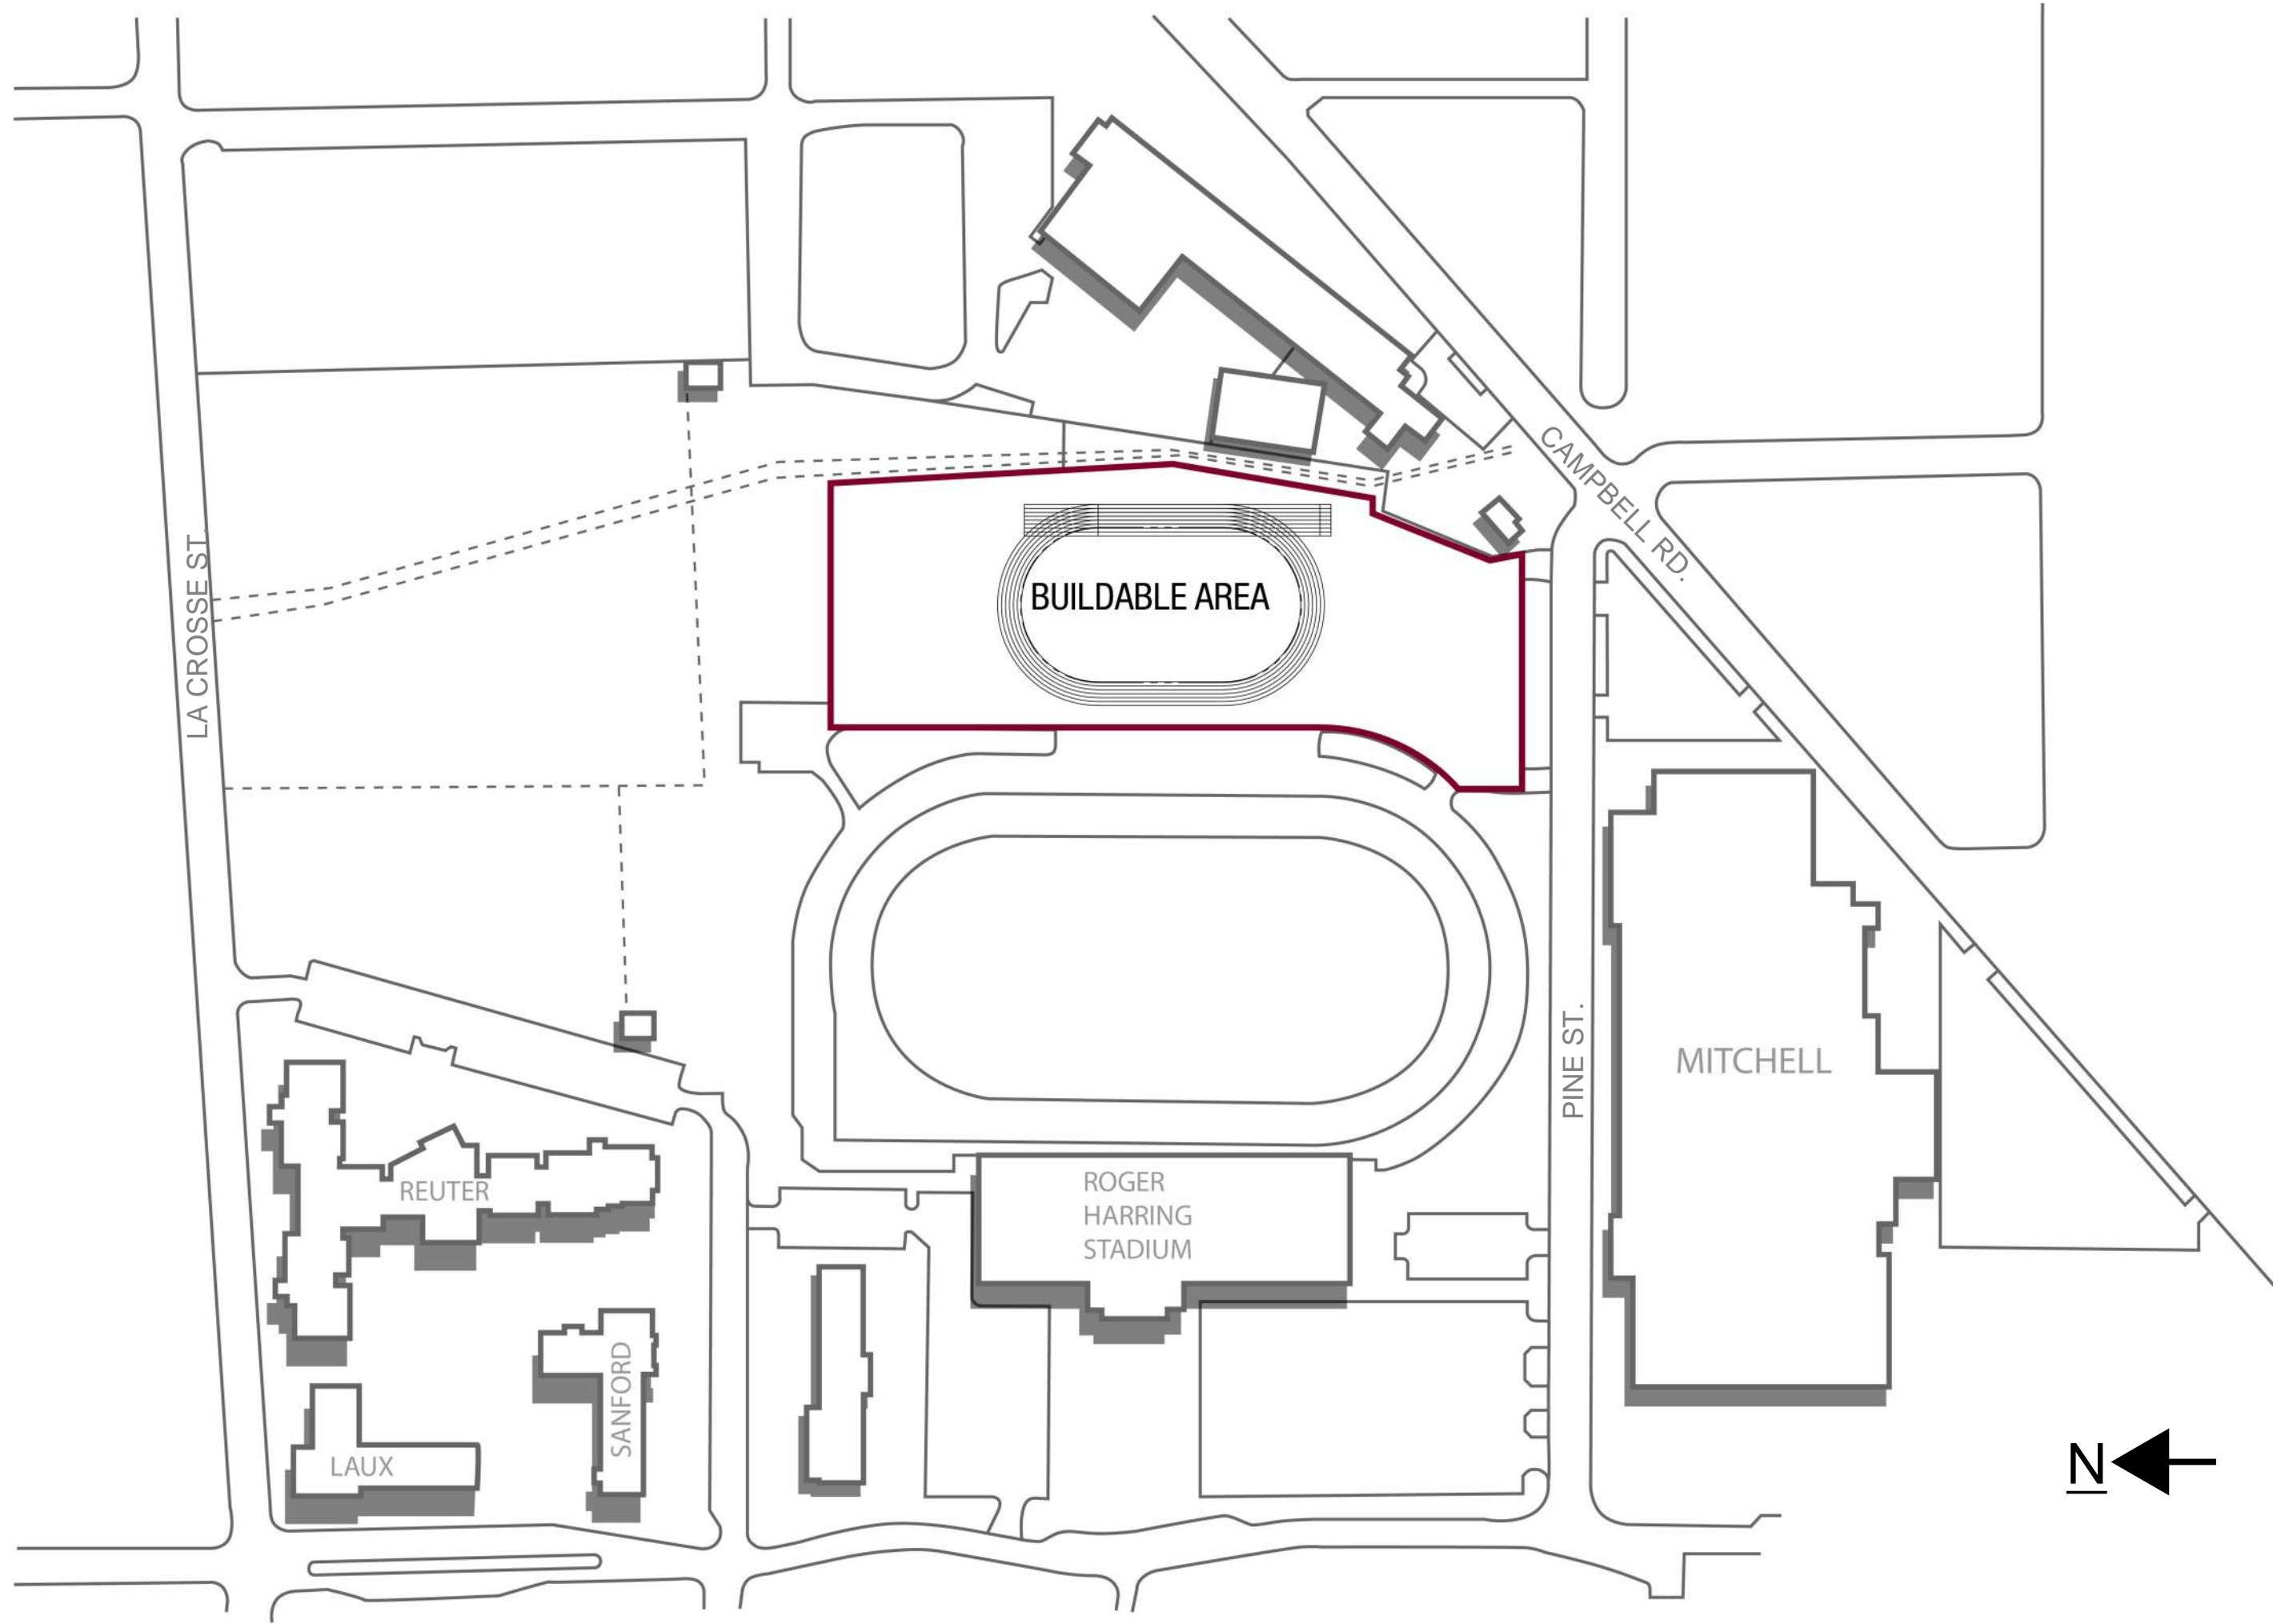 CAMPBELL RD.
LA CROSSE ST.
BUILDABLE AREA
PINE ST.
MITCHELL
REUTER
ROGER
HARRING
STADIUM
SANFORD
LAUX
N